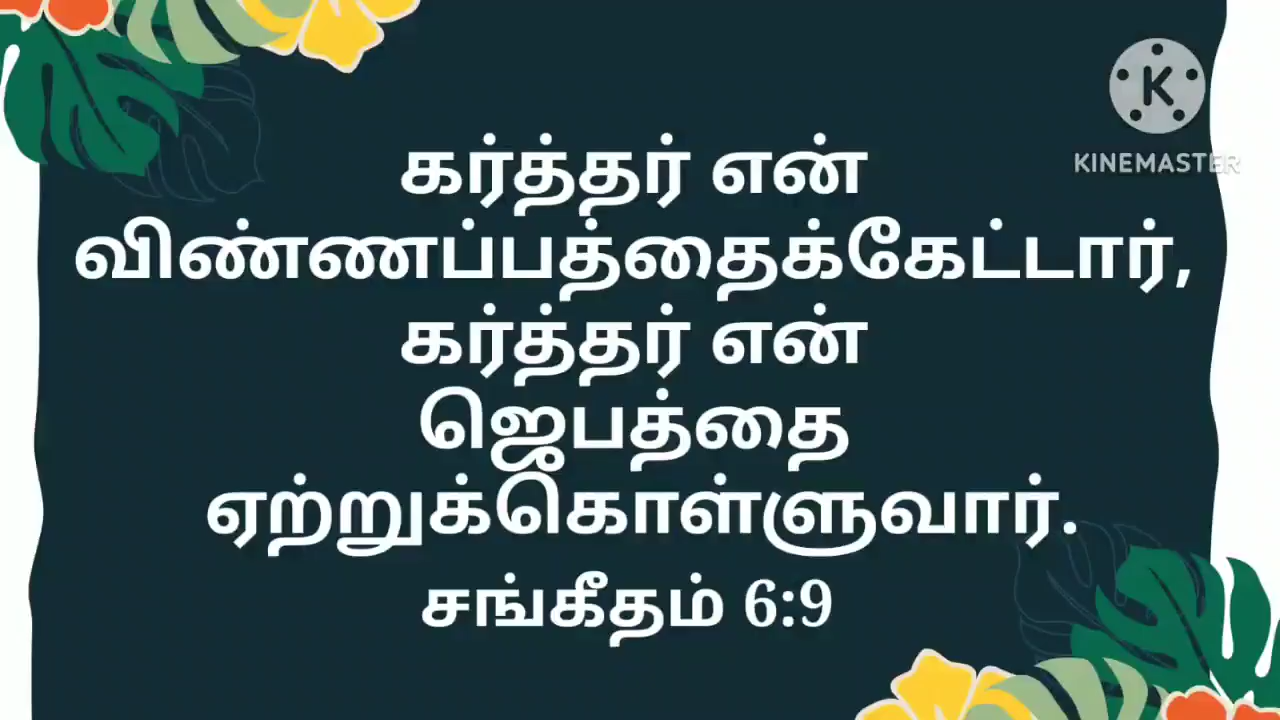 KINEMASTER
கர்த்தர் என்
விண்ணப்பத்தைக்கேட்டார்,
கர்த்தர் என்
ஜெபத்தை
ஏற்றுக்கொள்ளுவார்.
சங்கீதம் 6:9